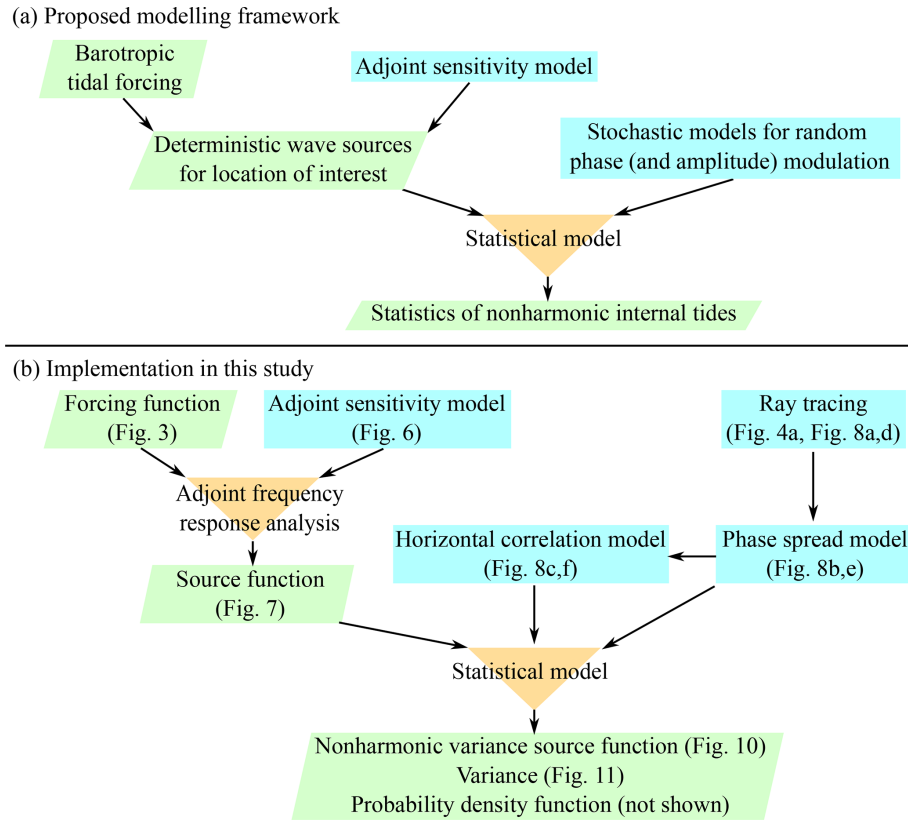 (a) Proposed modelling framework
Barotropic
tidal forcing
Adjoint sensitivity model
Deterministic wave sources
for location of interest
Stochastic models for random
phase (and amplitude) modulation
Statistical model
Statistics of nonharmonic internal tides
(b) Implementation in this study
Forcing function
(Fig. 3)
Adjoint sensitivity model
(Fig. 6)
Ray tracing
(Fig. 4a, Fig. 8a,d)
Adjoint frequency
response analysis
Horizontal correlation model
(Fig. 8c,f)
Phase spread model
(Fig. 8b,e)
Source function
(Fig. 7)
Statistical model
Nonharmonic variance source function (Fig. 10)
Variance (Fig. 11)
Probability density function (not shown)